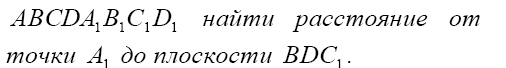 ABCDA₁B₁C₁D₁ найти расстояние от
точки A₁ до плоскости BDC₁.